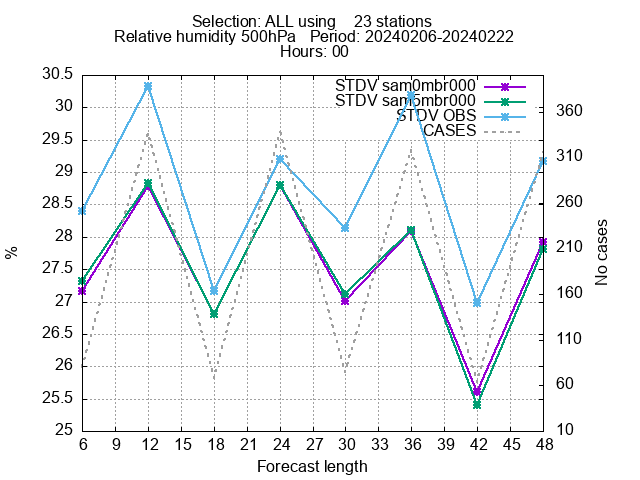 Selection: ALL using 23 stations
Relative humidity 500hPa Period: 20240206-20240222
Hours: 00
30.5
30
29.5
29
28.5
28
27.5
27
26.5
26
25.5
25
%
STDV sam0mbr000
STDV sam6mbr000
STDV OBS
CASES
360
310
260
210
160
110
60
10
No cases
6 9 12 15 18 21 24 27 30 33 36 39 42 45 48
Forecast length